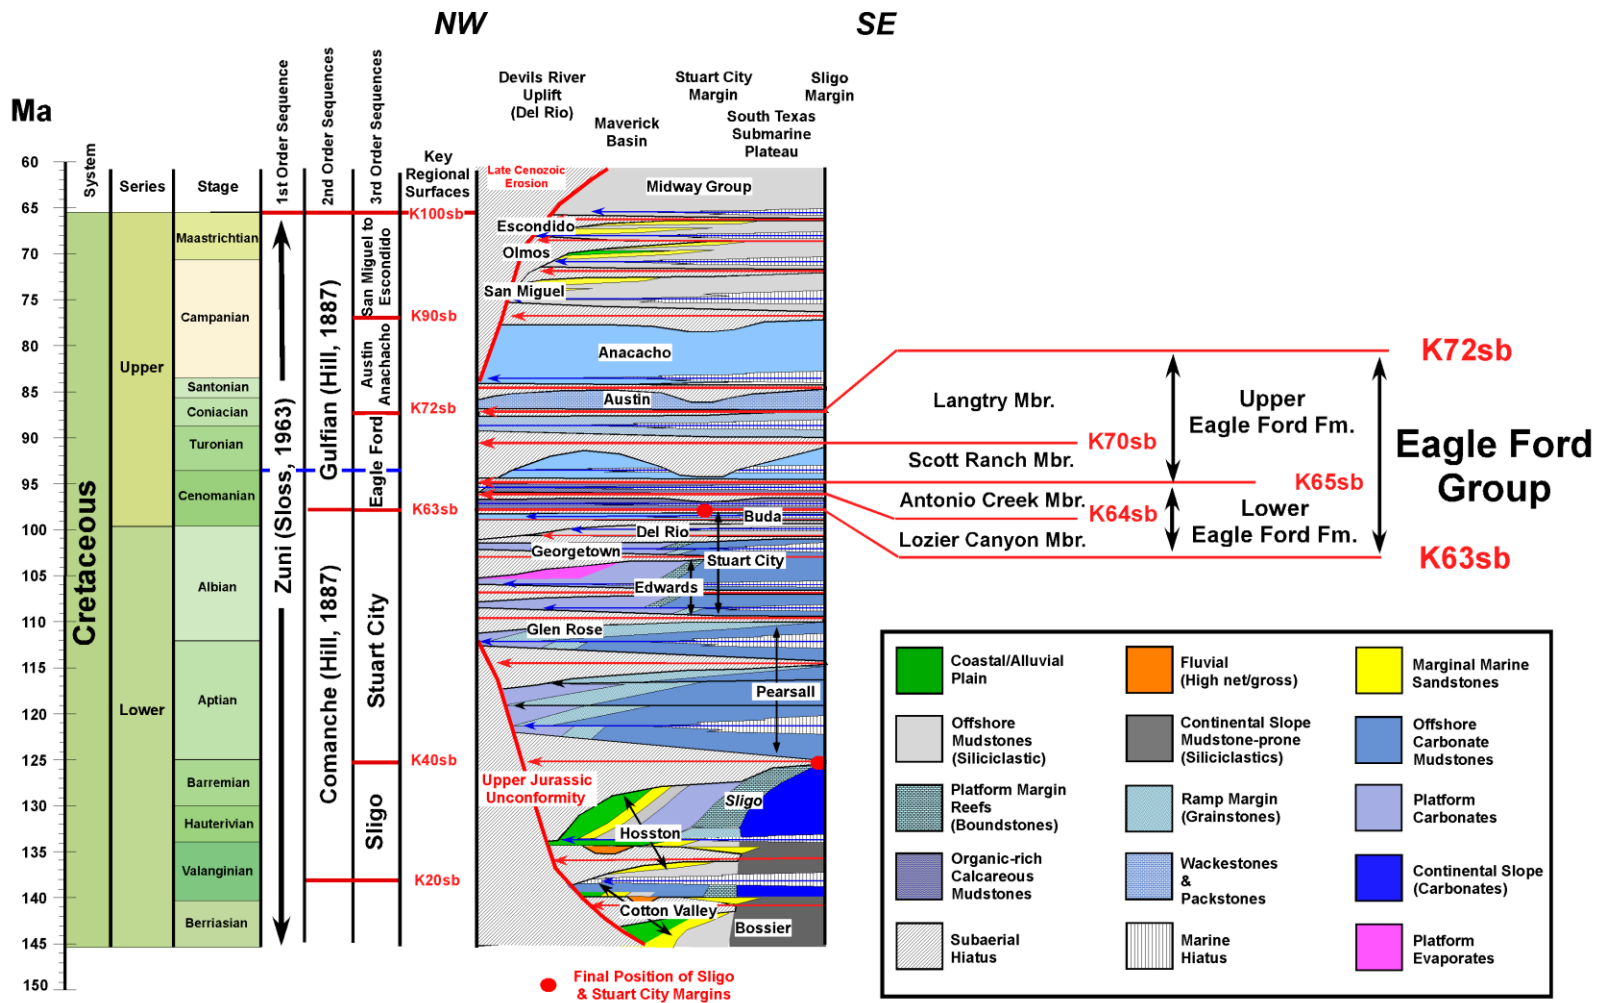 NW
SE
Ma
System
Series
Stage
1st Order Sequence
2nd Order Sequences
3rd Order Sequences
Key
Regional
Surfaces
Devils River
Uplift
(Del Rio)
Maverick
Basin
Stuart City
Margin
South Texas
Submarine
Plateau
Sligo
Margin
60
65
70
75
80
85
90
95
100
105
110
115
120
125
130
135
140
145
150
Cretaceous
Upper
Lower
Maastrichtian
Campanian
Santonian
Coniacian
Turonian
Cenomanian
Albian
Aptian
Barremian
Hauterivian
Valanginian
Berriasian
Zuni (Sloss, 1963)
Gulfian (Hill, 1887)
Comanche (Hill, 1887)
San Miguel to
Escondido
Austin
Anachacho
Eagle Ford
Stuart City
Sligo
K100sb
K90sb
K72sb
K63sb
K40sb
K20sb
Late Cenozoic
Erosion
Midway Group
Escondido
Olmos
San Miguel
Anacacho
Austin
Buda
Del Rio
Georgetown
Stuart City
Edwards
Glen Rose
Pearsall
Upper Jurassic
Unconformity
Sligo
Hosston
Cotton Valley
Bossier
Final Position of Sligo
& Stuart City Margins
K72sb
Langtry Mbr.
Upper
Eagle Ford Fm.
K70sb
Scott Ranch Mbr.
K65sb
Antonio Creek Mbr.
K64sb
Lower
Eagle Ford Fm.
Lozier Canyon Mbr.
K63sb
Eagle Ford
Group
Coastal/Alluvial
Plain
Fluvial
(High net/gross)
Marginal Marine
Sandstones
Offshore
Mudstones
(Siliciclastic)
Continental Slope
Mudstone-prone
(Siliciclastics)
Offshore
Carbonate
Mudstones
Platform Margin
Reefs
(Boundstones)
Ramp Margin
(Grainstones)
Platform
Carbonates
Organic-rich
Calcareous
Mudstones
Wackestones
&
Packstones
Continental Slope
(Carbonates)
Subaerial
Hiatus
Marine
Hiatus
Platform
Evaporates